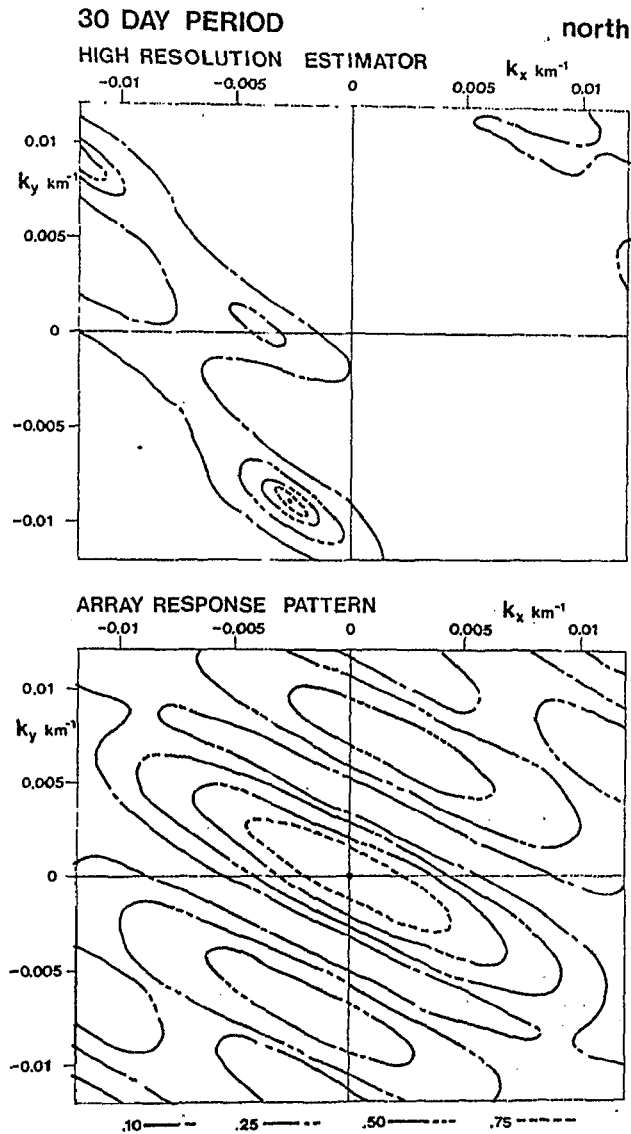 30 DAY PERIOD
north
HIGH RESOLUTION ESTIMATOR
kx km-1
-0.01 -0.005 0 0.005 0.01
0.01
ky km-1
0.005
0
-0.005
-0.01
ARRAY RESPONSE PATTERN
kx km-1
-0.01 -0.005 0 0.005 0.01
0.01
ky km-1
0.005
0
-0.005
-0.01
.10 .25 .50 .75